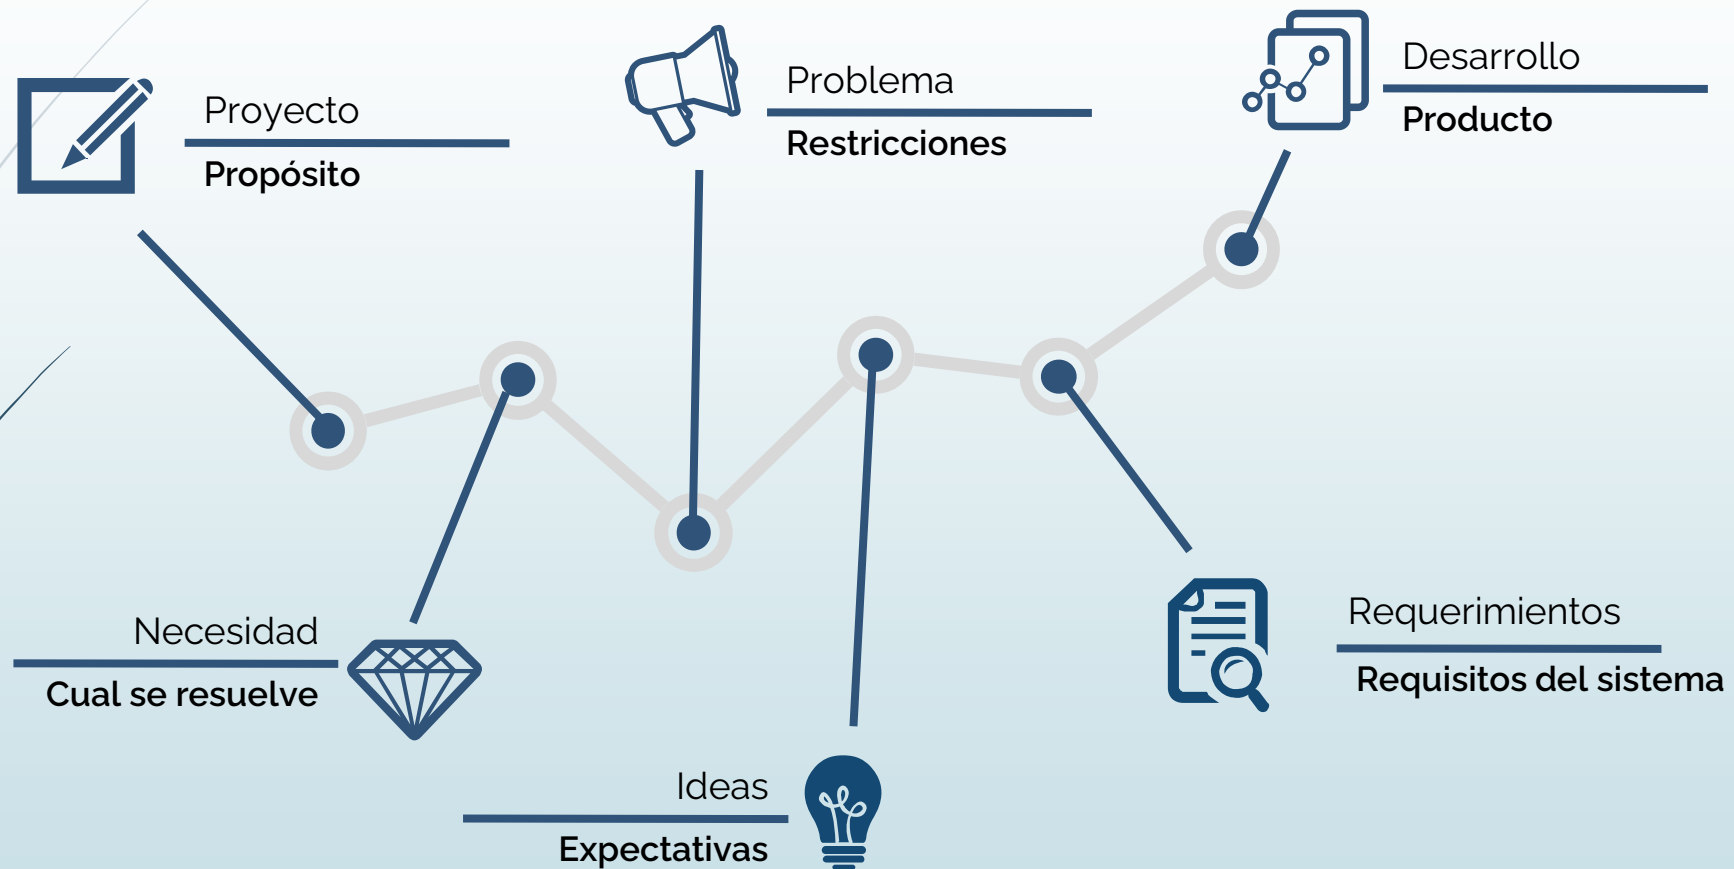 Proyecto
Propósito
Necesidad
Cual se resuelve
Problema
Restricciones
Ideas
Expectativas
Requerimientos
Requisitos del sistema
Desarrollo
Producto